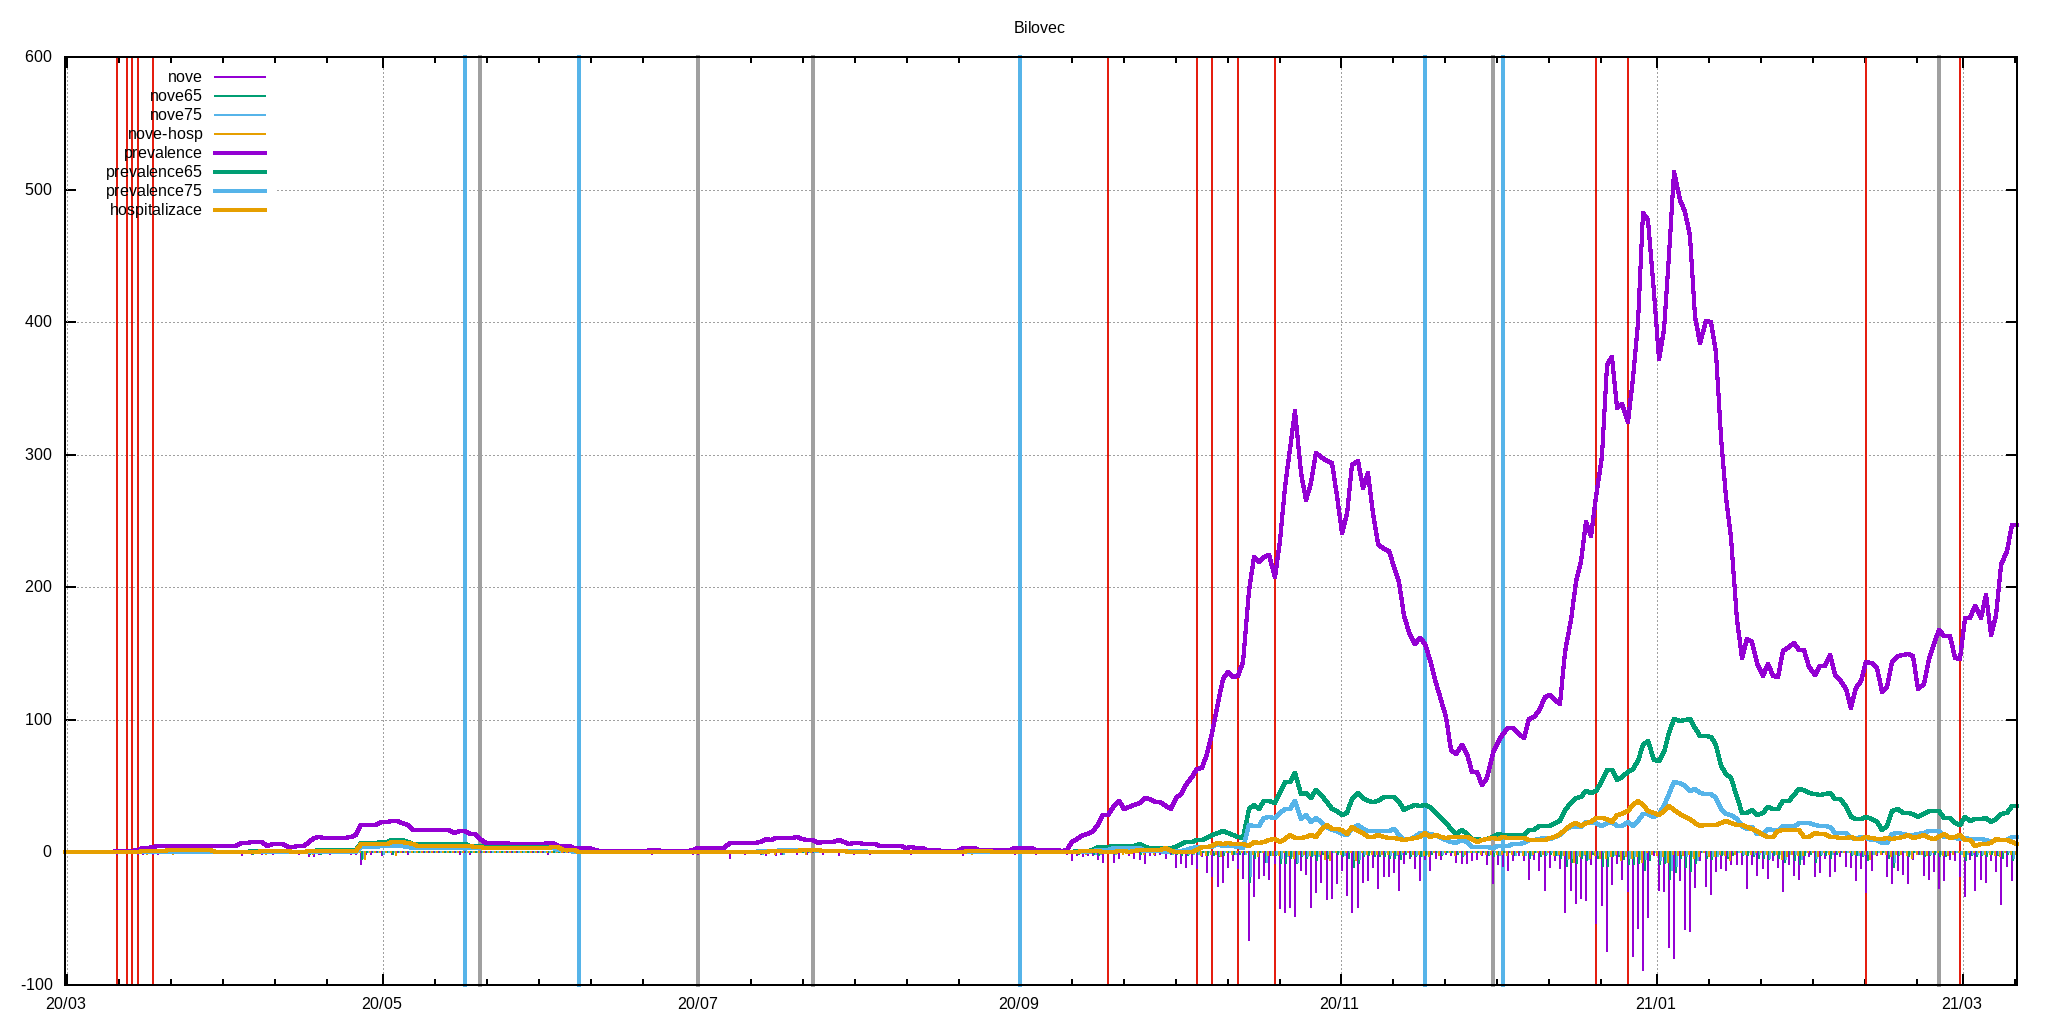 Bilovec
600
500
400
300
200
100
0
-100
nove
nove65
nove75
nove-hosp
prevalence
prevalence65
prevalence75
hospitalizace
20/03 20/05 20/07 20/09 20/11 21/01 21/03